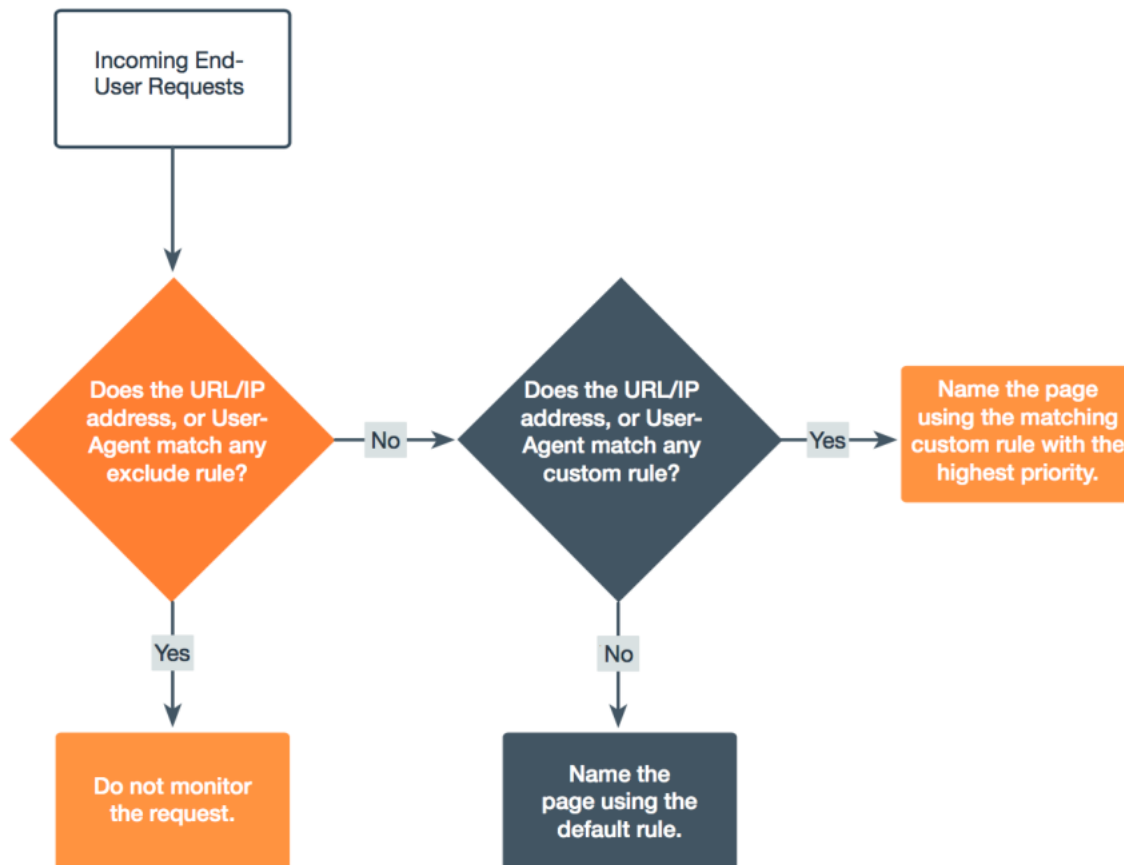 Incoming End-
User Requests
Does the URL/IP
address, or User-
Agent match any
exclude rule?
No
Does the URL/IP
address, or User-
Agent match any
custom rule?
Yes
Name the page
using the matching
custom rule with the
highest priority.
Yes
No
Do not monitor
the request.
Name the
page using the
default rule.